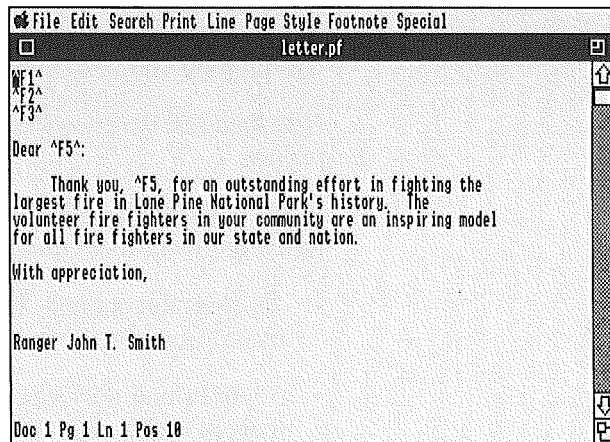 File Edit Search Print Line Page Style Footnote Special
letter.pf
^F1^
^F2^
^F3^
Dear ^F5^:
Thank you, ^F5, for an outstanding effort in fighting the
largest fire in Lone Pine National Park's history. The
volunteer fire fighters in your community are an inspiring model
for all fire fighters in our state and nation.
With appreciation,
Ranger John T. Smith
Doc 1 Pg 1 Ln 1 Pos 10